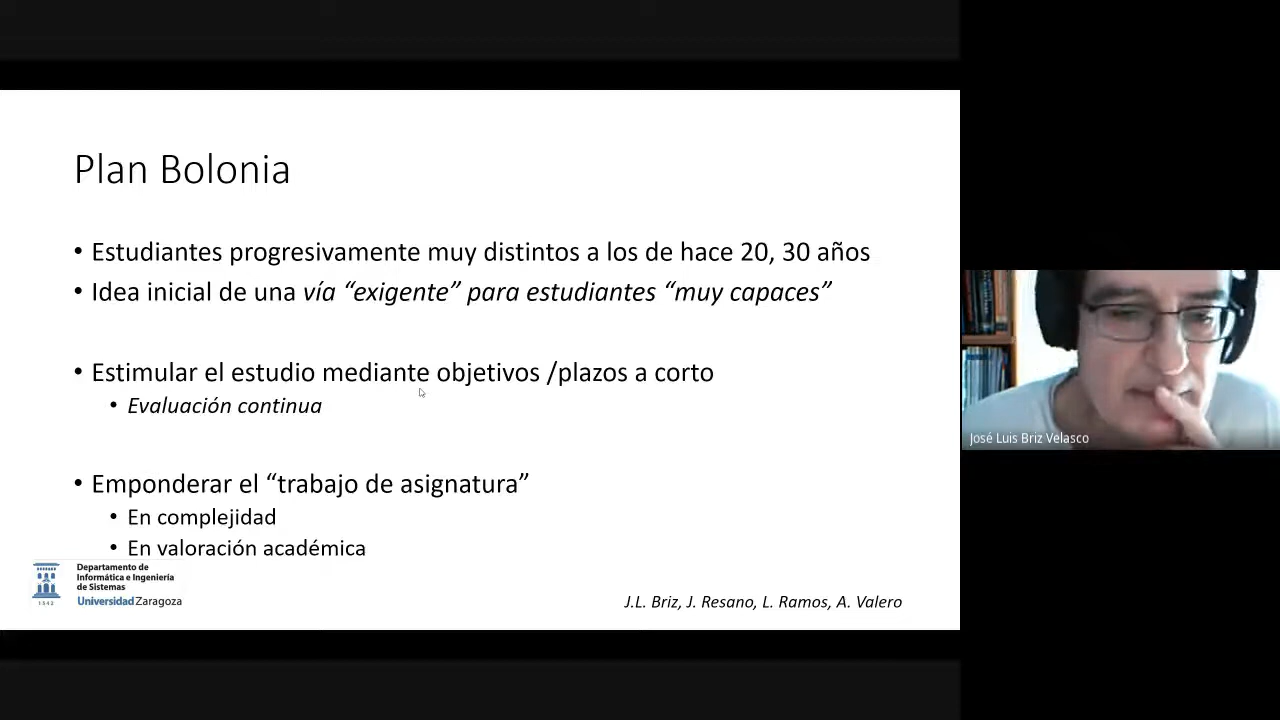 Plan Bolonia
• Estudiantes progresivamente muy distintos a los de hace 20, 30 años
• Idea inicial de una vía “exigente” para estudiantes “muy capaces”
• Estimular el estudio mediante objetivos /plazos a corto
• Evaluación continua
• Emponderar el “trabajo de asignatura”
• En complejidad
• En valoración académica
1542
Departamento de
Informática e Ingeniería
de Sistemas
Universidad Zaragoza
J.L. Briz, J. Resano, L. Ramos, A. Valero
José Luis Briz Velasco